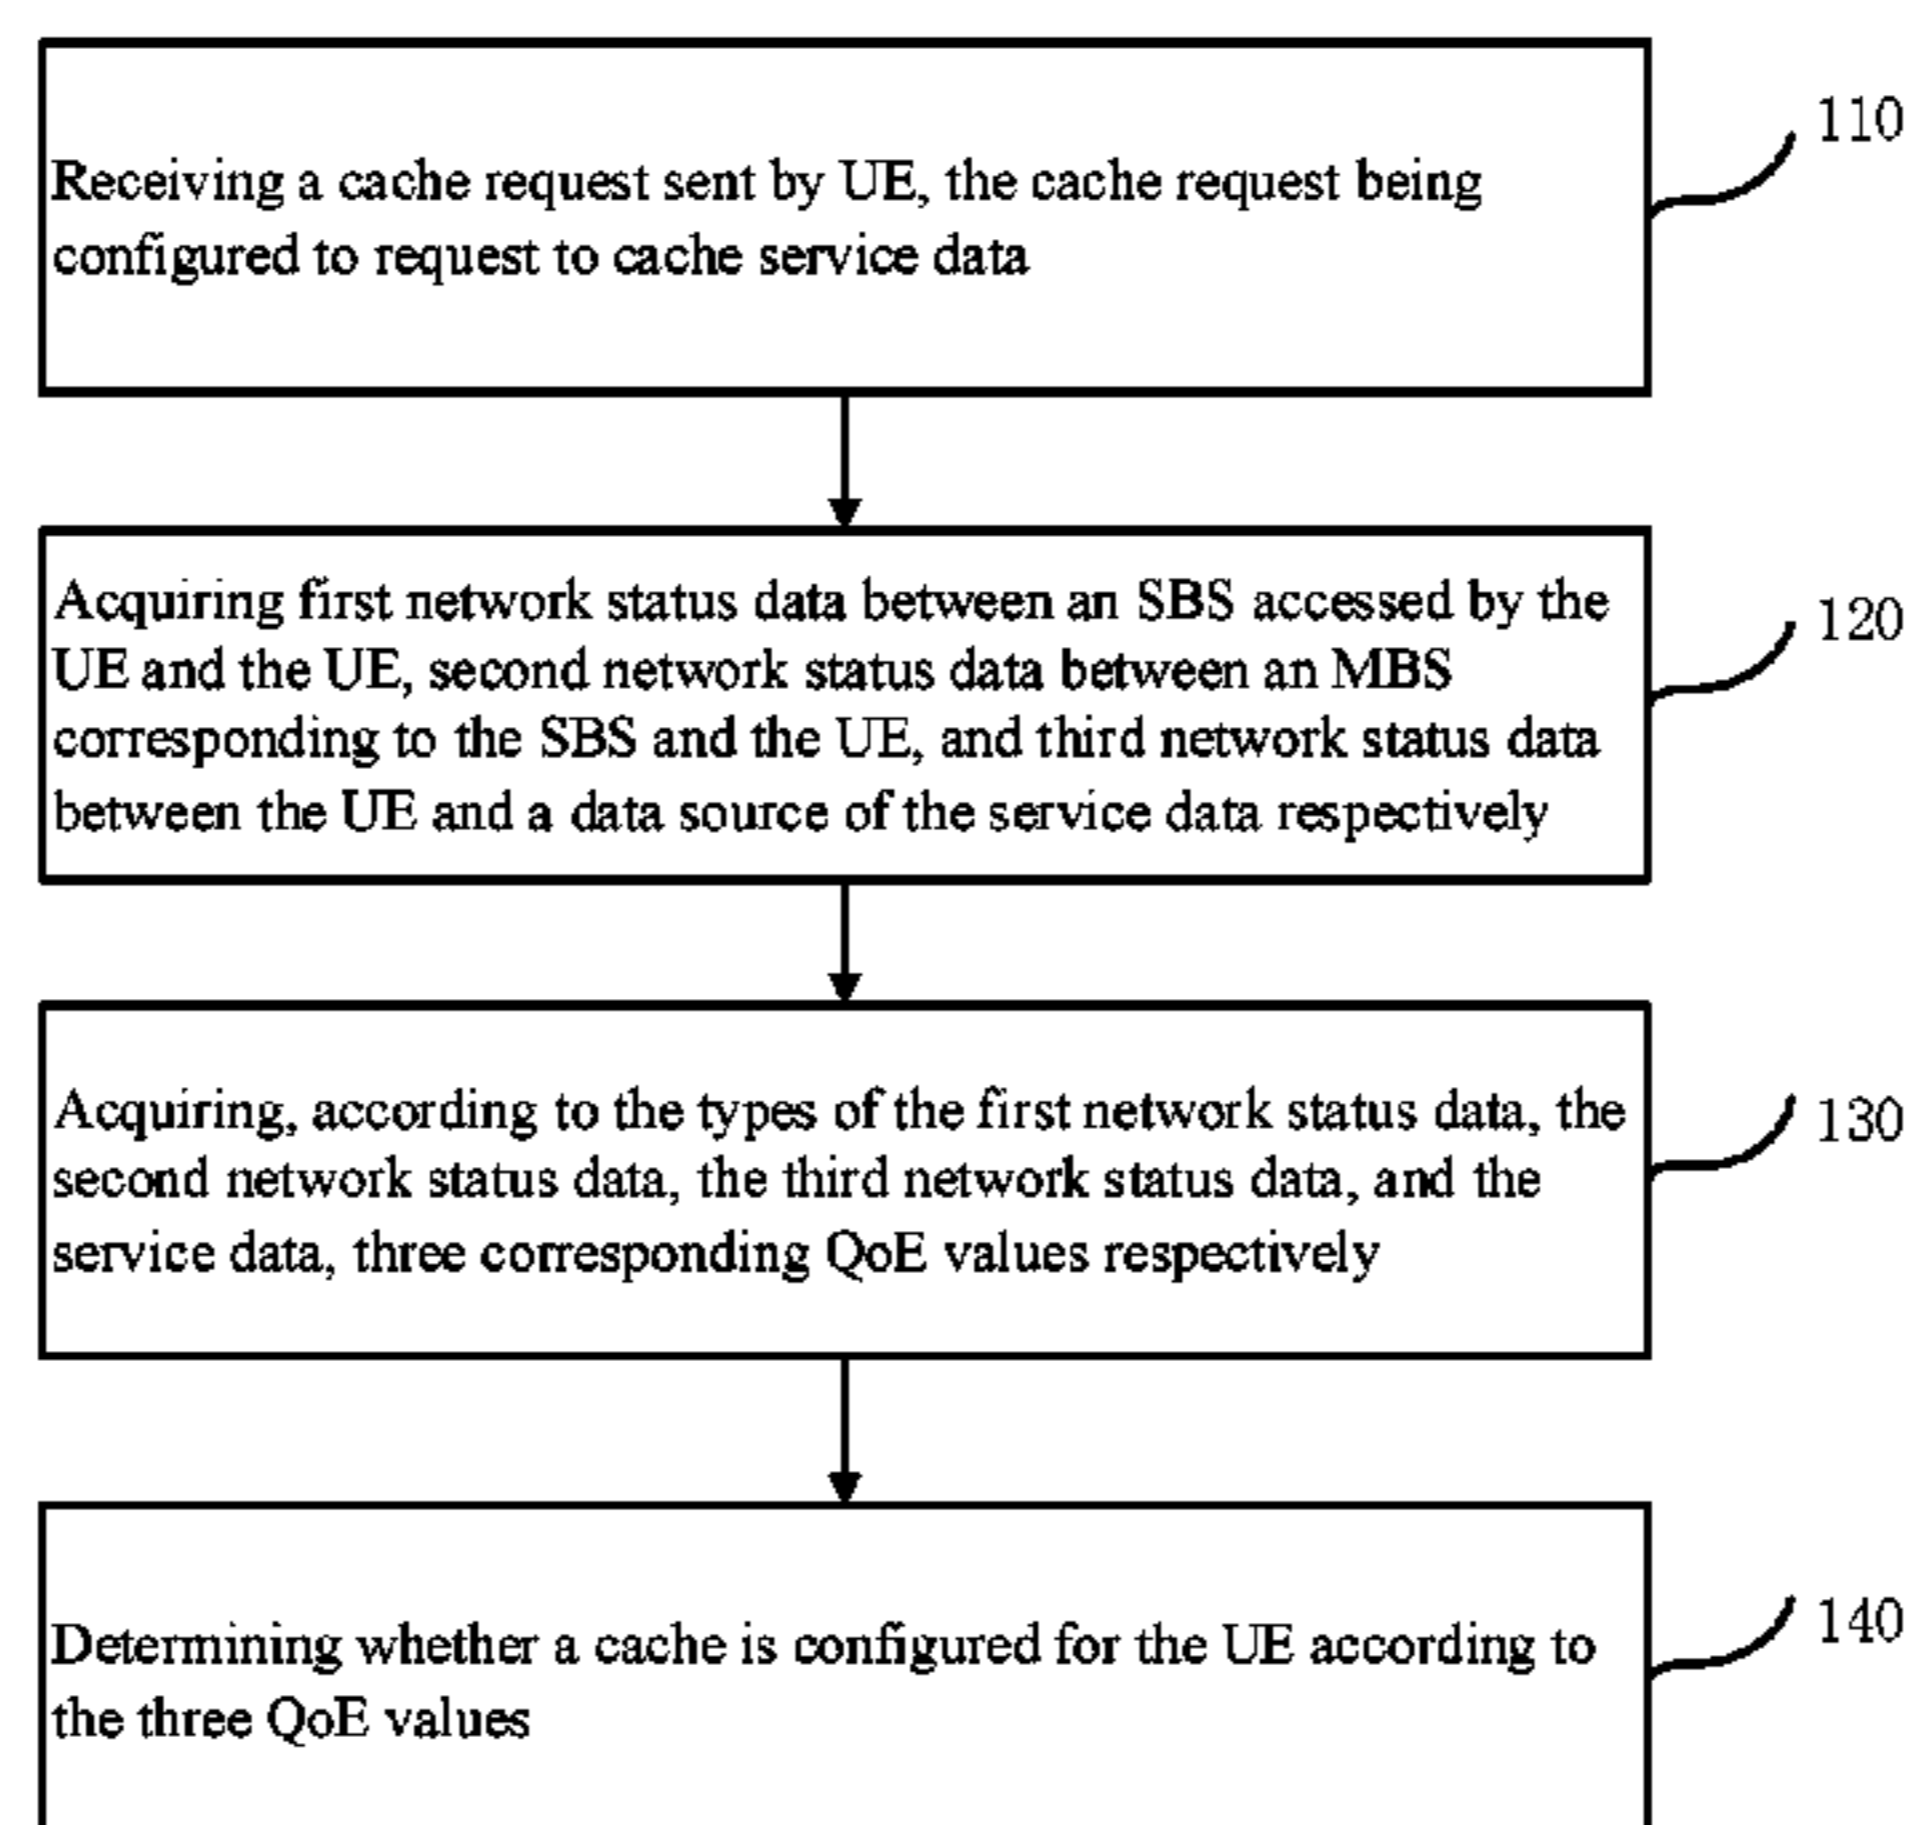 Receiving a cache request sent by UE, the cache request being
configured to request to cache service data
110
Acquiring first network status data between an SBS accessed by the
UE and the UE, second network status data between an MBS
corresponding to the SBS and the UE, and third network status data
between the UE and a data source of the service data respectively
120
Acquiring, according to the types of the first network status data, the
second network status data, the third network status data, and the
service data, three corresponding QoE values respectively
130
Determining whether a cache is configured for the UE according to
the three QoE values
140